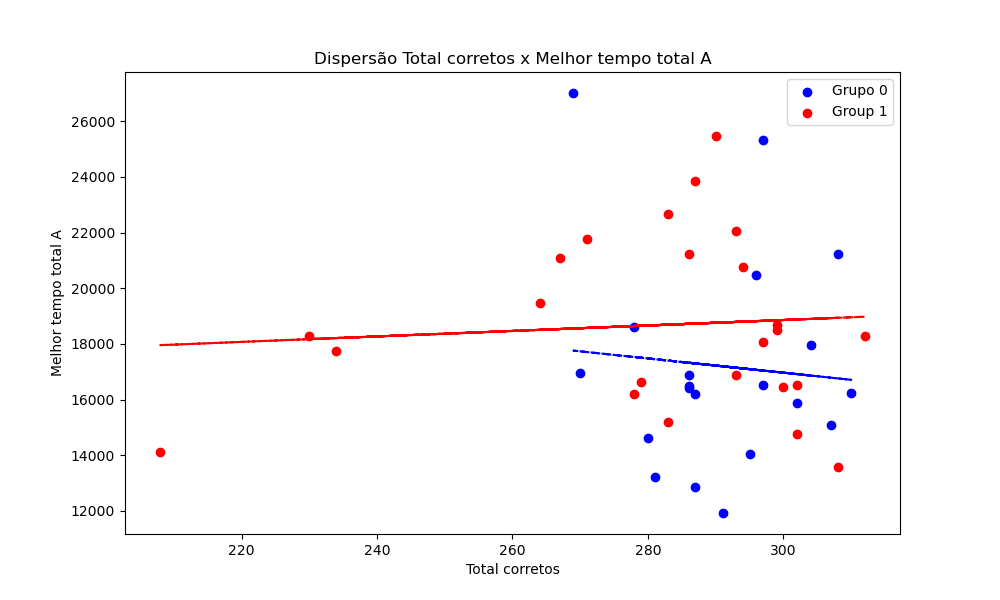 Dispersão Total corretos x Melhor tempo total A
Grupo 0
Group 1
Melhor tempo total A
26000
24000
22000
20000
18000
16000
14000
12000
220
240
260
280
300
Total corretos